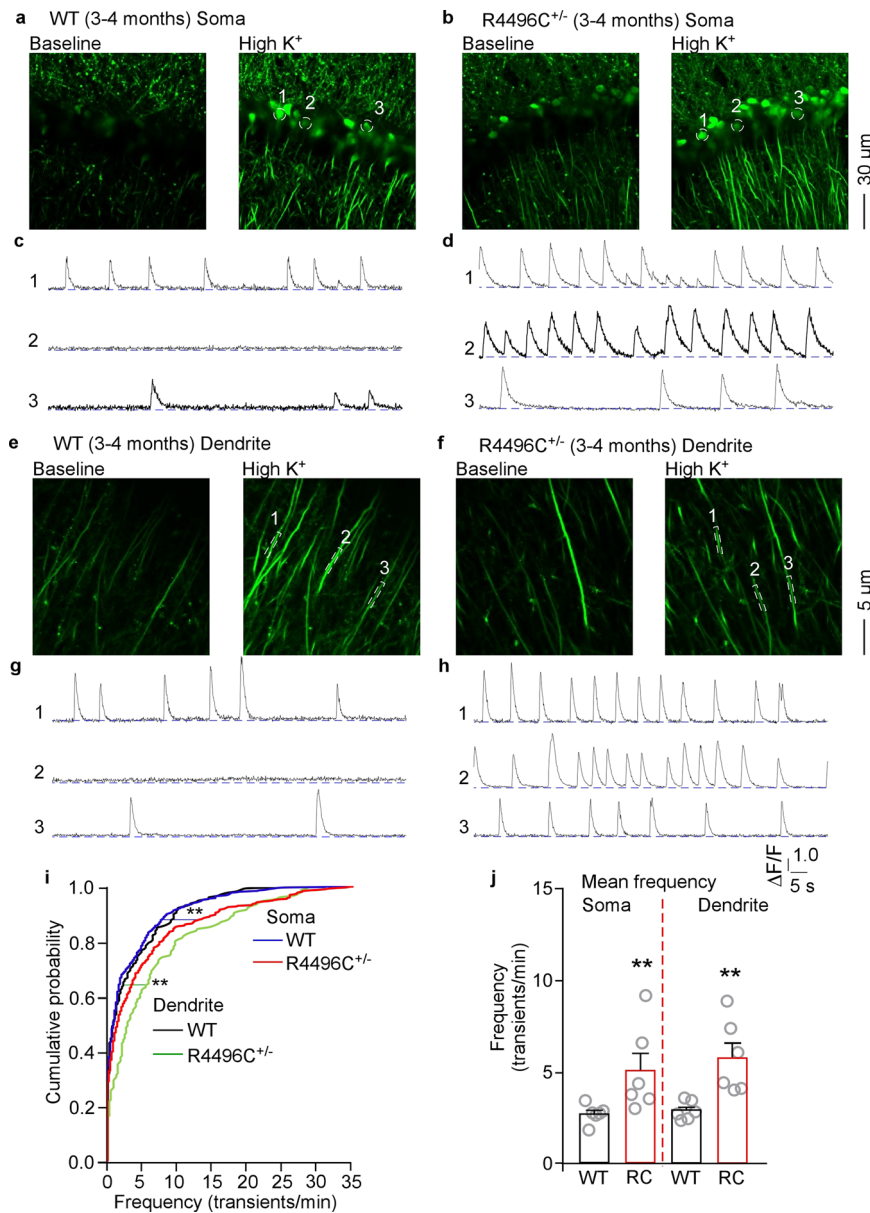 a WT (3-4 months) Soma
Baseline High K+
1 2 3
b R4496C+/- (3-4 months) Soma
Baseline High K+
1 2 3
30 µm
c
1
2
3
d
1
2
3
e WT (3-4 months) Dendrite
Baseline High K+
1 2 3
f R4496C+/- (3-4 months) Dendrite
Baseline High K+
1 2 3
5 µm
g
1
2
3
h
1
2
3
ΔF/F 1.0
5 s
i
Cumulative probability
1.0
0.8
0.6
0.4
0.2
0.0
**
**
Soma
WT
R4496C+/-
Dendrite
WT
R4496C+/-
0 5 10 15 20 25 30 35
Frequency (transients/min)
j
Mean frequency
Soma Dendrite
Frequency
(transients/min)
15
10
5
0
** **
WT RC WT RC